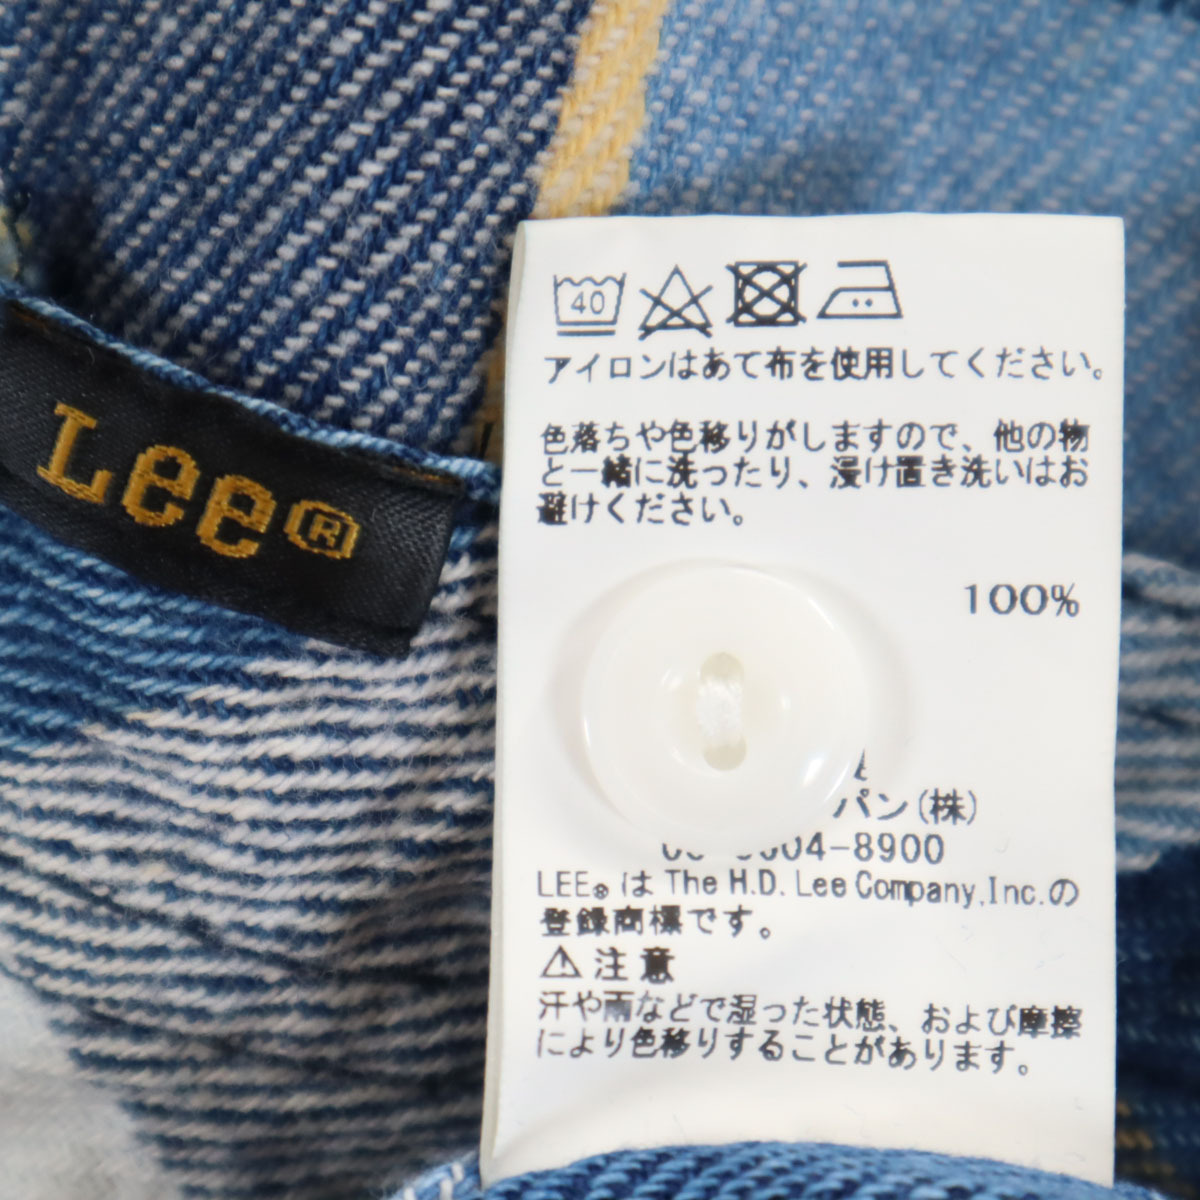 Lee®
40
アイロンはあて布を使用してください。
色落ちや色移りがしますので、他の物
と一緒に洗ったり、浸け置き洗いはお
避けください。
100%
パン(株)
04-8900
LEE®は The H.D. Lee Company,Inc.の
登録商標です。
注意
汗や雨などで湿った状態、および摩擦
により色移りすることがあります。